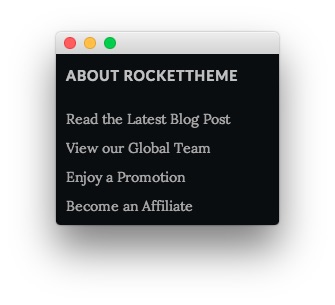 ABOUT ROCKETTHEME
Read the Latest Blog Post
View our Global Team
Enjoy a Promotion
Become an Affiliate